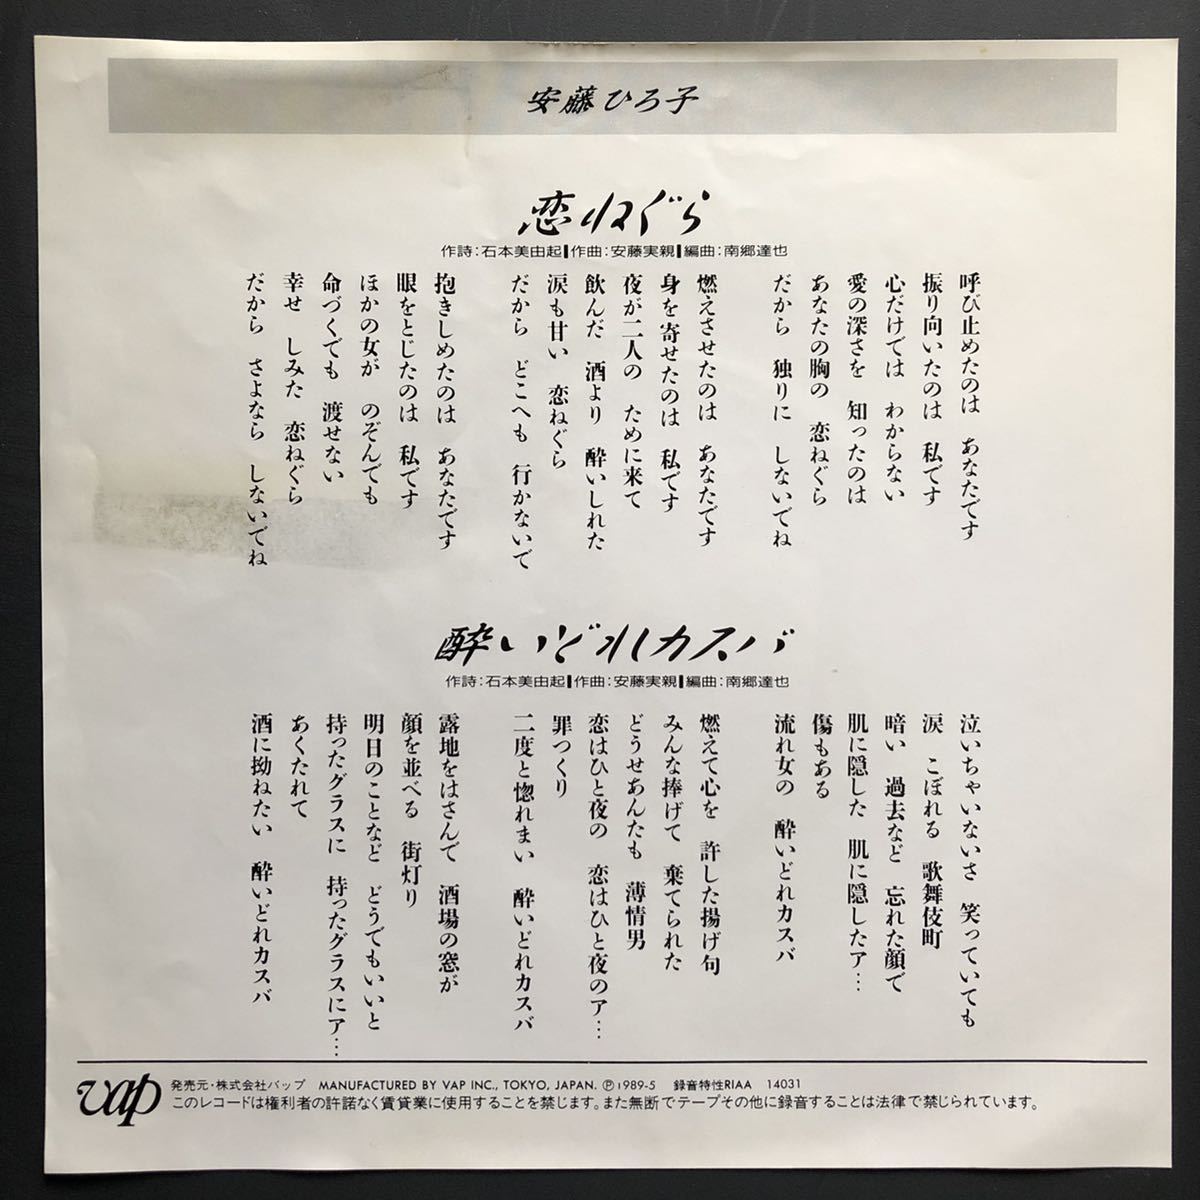 安藤ひろ子
恋ねぐら
作詩：石本美由起┃作曲：安藤実親┃編曲：南郷達也
呼び止めたのは　あなたです
振り向いたのは　私です
心だけでは　わからない
愛の深さを　知ったのは
あなたの胸の　恋ねぐら
だから　独りに　しないでね
燃えさせたのは　あなたです
身を寄せたのは　私です
夜が二人の　ために来て
飲んだ　酒より　酔いしれた
涙も甘い　恋ねぐら
だから　どこへも　行かないで
抱きしめたのは　あなたです
眼をとじたのは　私です
ほかの女が　のぞんでも
命づくでも　渡せない
幸せ　しみた　恋ねぐら
だから　さよなら　しないでね
酔いどれカスバ
作詩：石本美由起┃作曲：安藤実親┃編曲：南郷達也
泣いちゃいないさ　笑っていても
涙　こぼれる　歌舞伎町
暗い　過去など　忘れた顔で
肌に隠した　肌に隠したア…
傷もある
流れ女の　酔いどれカスバ
燃えて心を　許した揚げ句
みんな捧げて　棄てられた
どうせあんたも　薄情男
恋はひと夜の　恋はひと夜のア…
罪つくり
二度と惚れまい　酔いどれカスバ
露地をはさんで　酒場の窓が
顔を並べる　街灯り
明日のことなど　どうでもいいと
持ったグラスに　持ったグラスにア…
あくたれて
酒に拗ねたい　酔いどれカスバ
vap 発売元・株式会社バップ　MANUFACTURED BY VAP INC., TOKYO, JAPAN. ℗ 1989-5　録音特性RIAA　14031
このレコードは権利者の許諾なく賃貸業に使用することを禁じます。また無断でテープその他に録音することは法律で禁じられています。